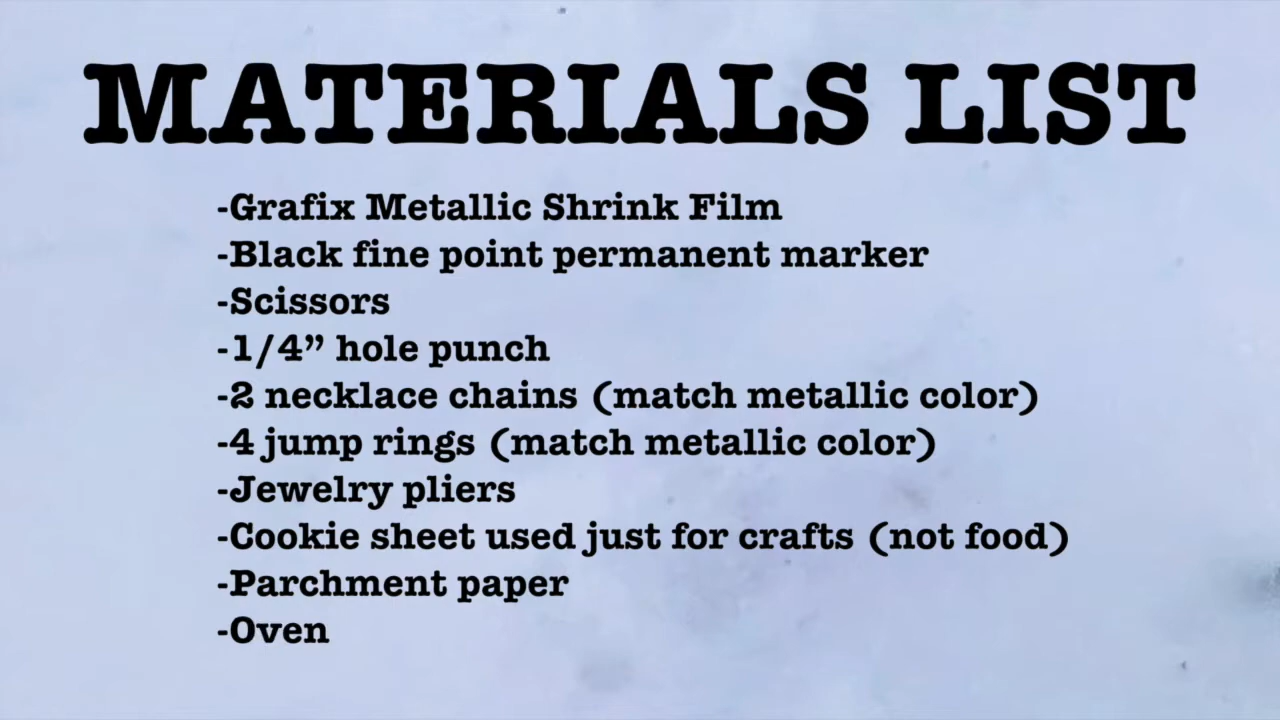 MATERIALS LIST
-Grafix Metallic Shrink Film
-Black fine point permanent marker
-Scissors
-1/4” hole punch
-2 necklace chains (match metallic color)
-4 jump rings (match metallic color)
-Jewelry pliers
-Cookie sheet used just for crafts (not food)
-Parchment paper
-Oven